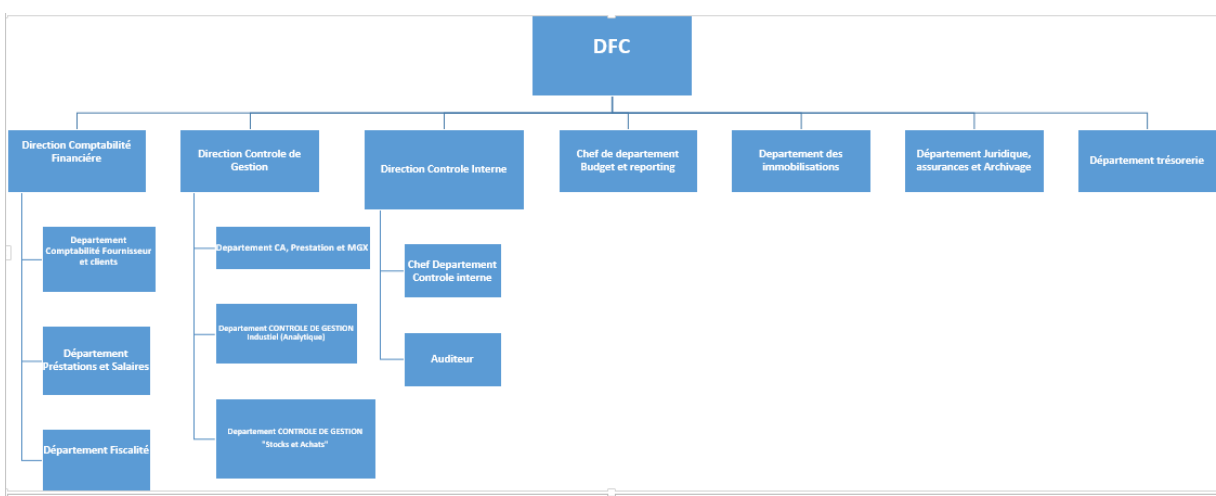 DFC
Direction Comptabilité
Financiére
Direction Controle de
Gestion
Direction Controle Interne
Chef de departement
Budget et reporting
Departement des
immobilisations
Département Juridique,
assurances et Archivage
Département trésorerie
Departement
Comptabilité Fournisseur
et clients
Département
Préstations et Salaires
Département Fiscalité
Departement CA, Prestation et MGX
Departement CONTROLE DE GESTION
Industiel (Analytique)
Departement CONTROLE DE GESTION
"Stocks et Achats"
Chef Departement
Controle interne
Auditeur